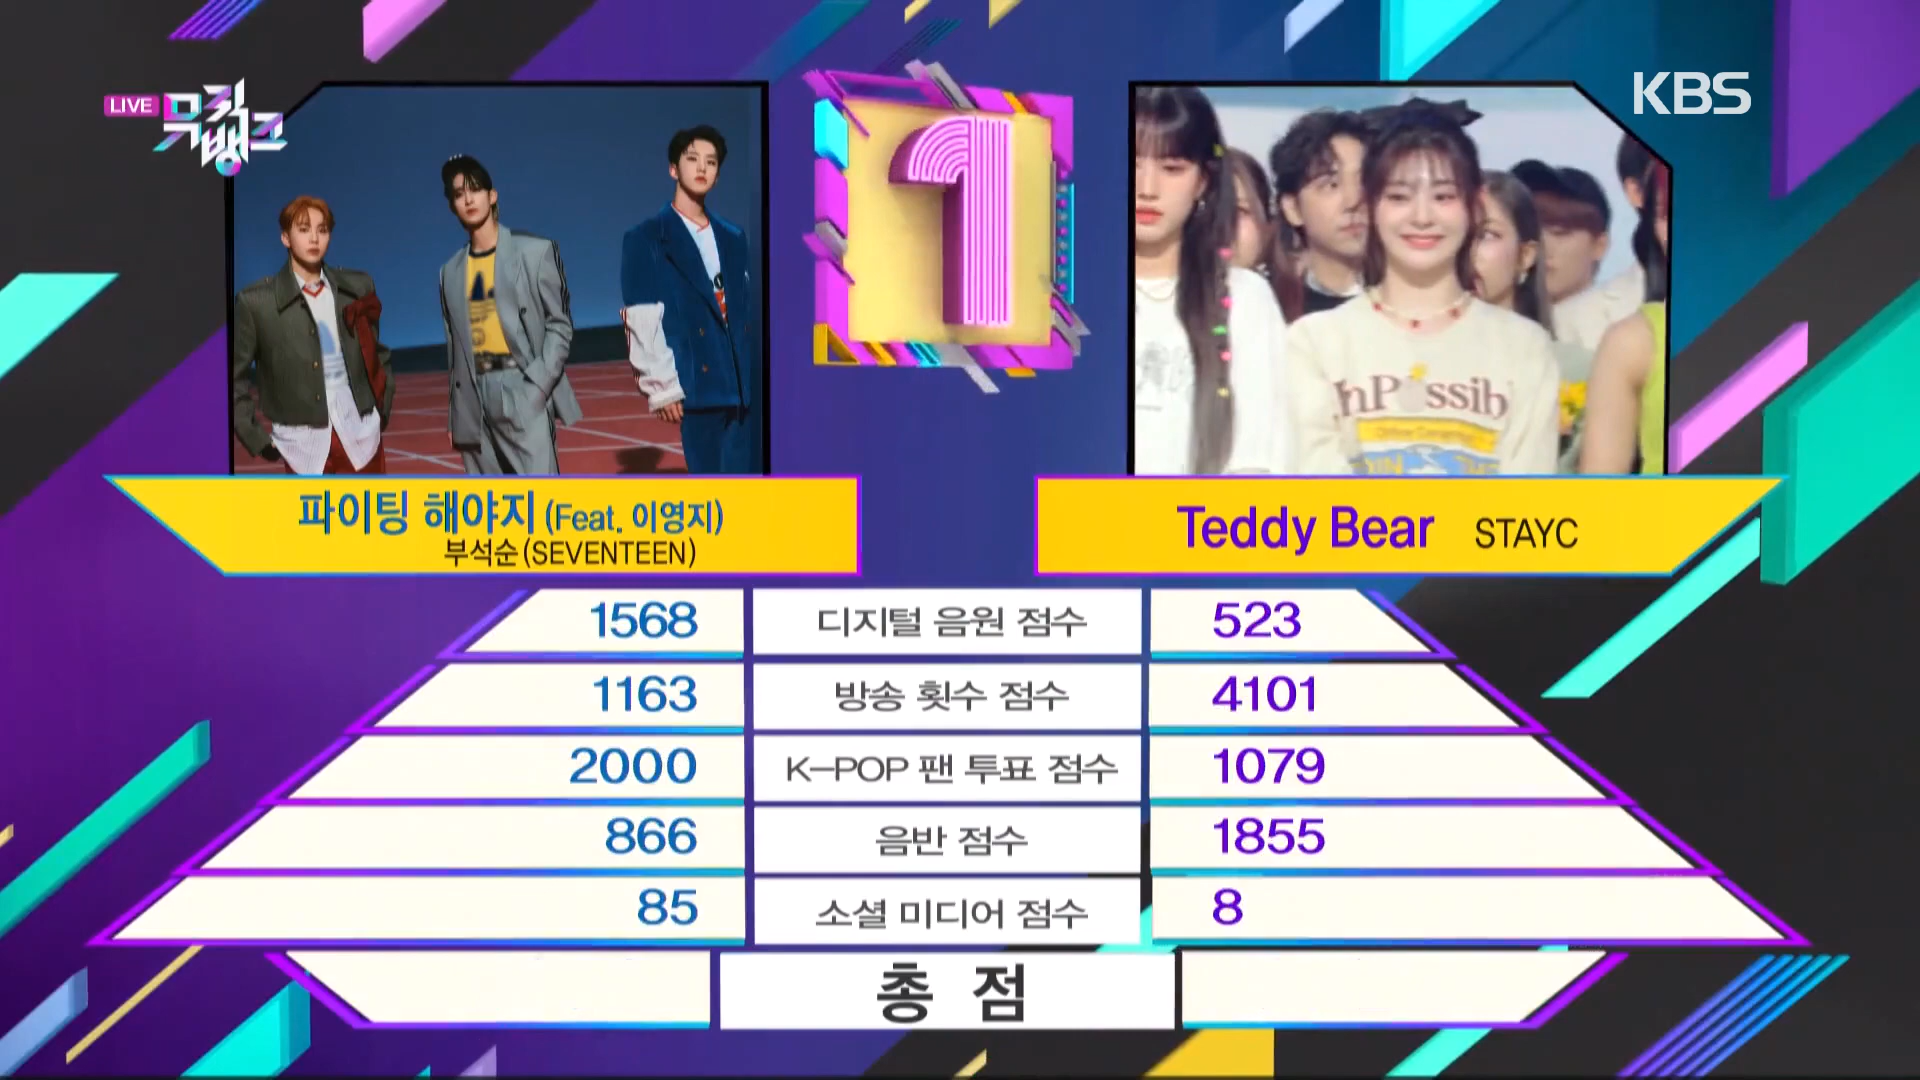 LIVE 뮤직뱅크
KBS
1
파이팅 해야지 (Feat. 이영지)
부석순(SEVENTEEN)
Teddy Bear STAYC
1568 디지털 음원 점수 523
1163 방송 횟수 점수 4101
2000 K-POP 팬 투표 점수 1079
866 음반 점수 1855
85 소셜 미디어 점수 8
총 점